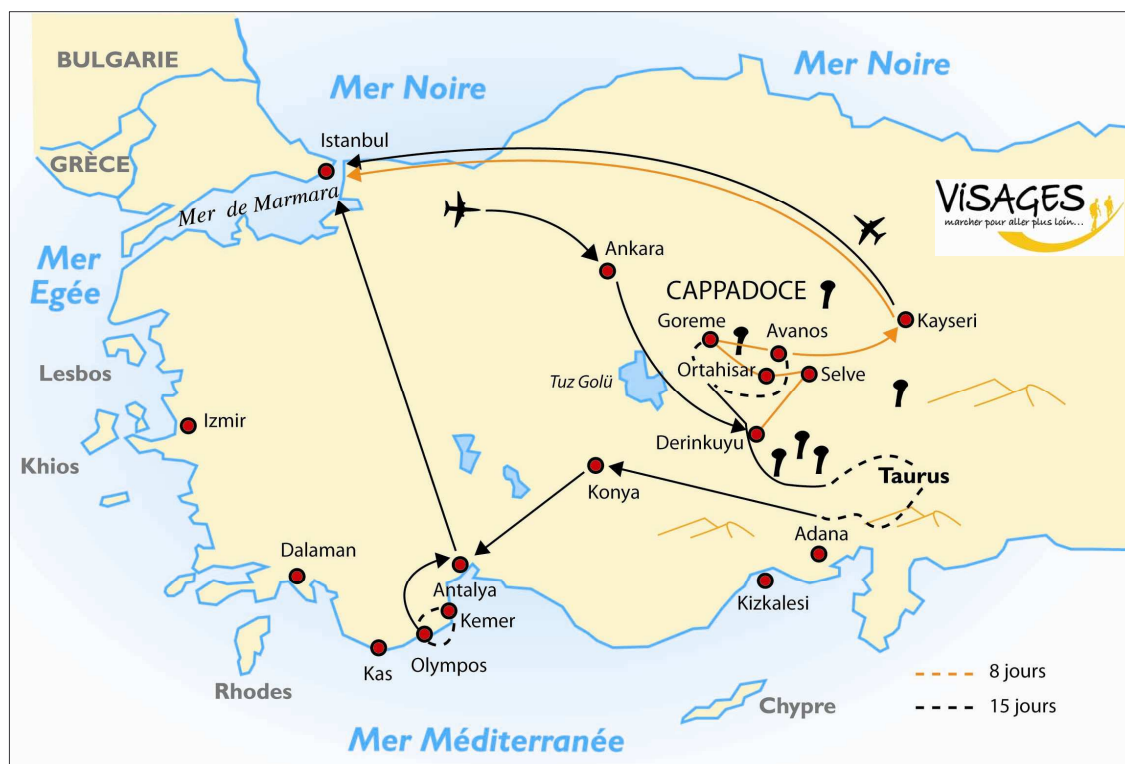 BULGARIE
Mer Noire
Mer Noire
Istanbul
GRÈCE
Mer de Marmara
ViSAGES
marcher pour aller plus loin...
Mer
Egée
Ankara
CAPPADOCE
Goreme
Avanos
Kayseri
Lesbos
Tuz Golü
Ortahisar
Selve
Izmir
Derinkuyu
Khios
Konya
Taurus
Adana
Dalaman
Antalya
Kizkalesi
Kemer
Olympos
Kas
Rhodes
8 jours
Chypre
15 jours
Mer Méditerranée